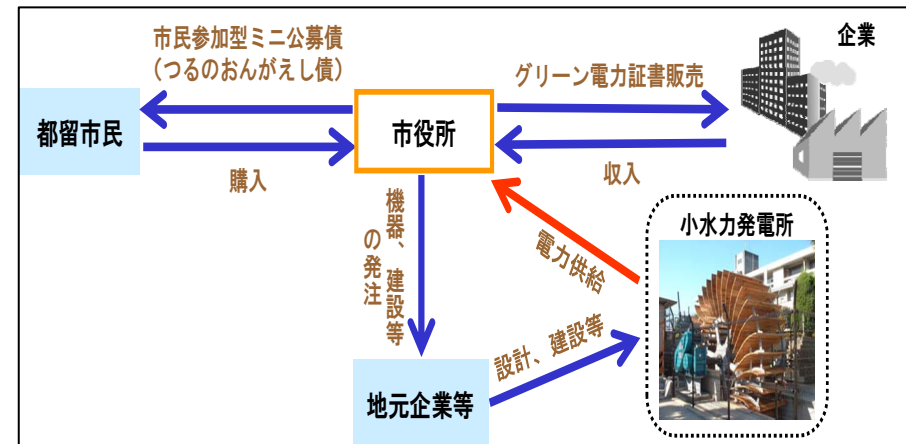 市民参加型ミニ公募債
(つるのおんがえし債)
企業
グリーン電力証書販売
都留市民
市役所
購入
収入
機器、建設等
の発注
電力供給
小水力発電所
設計、建設等
地元企業等